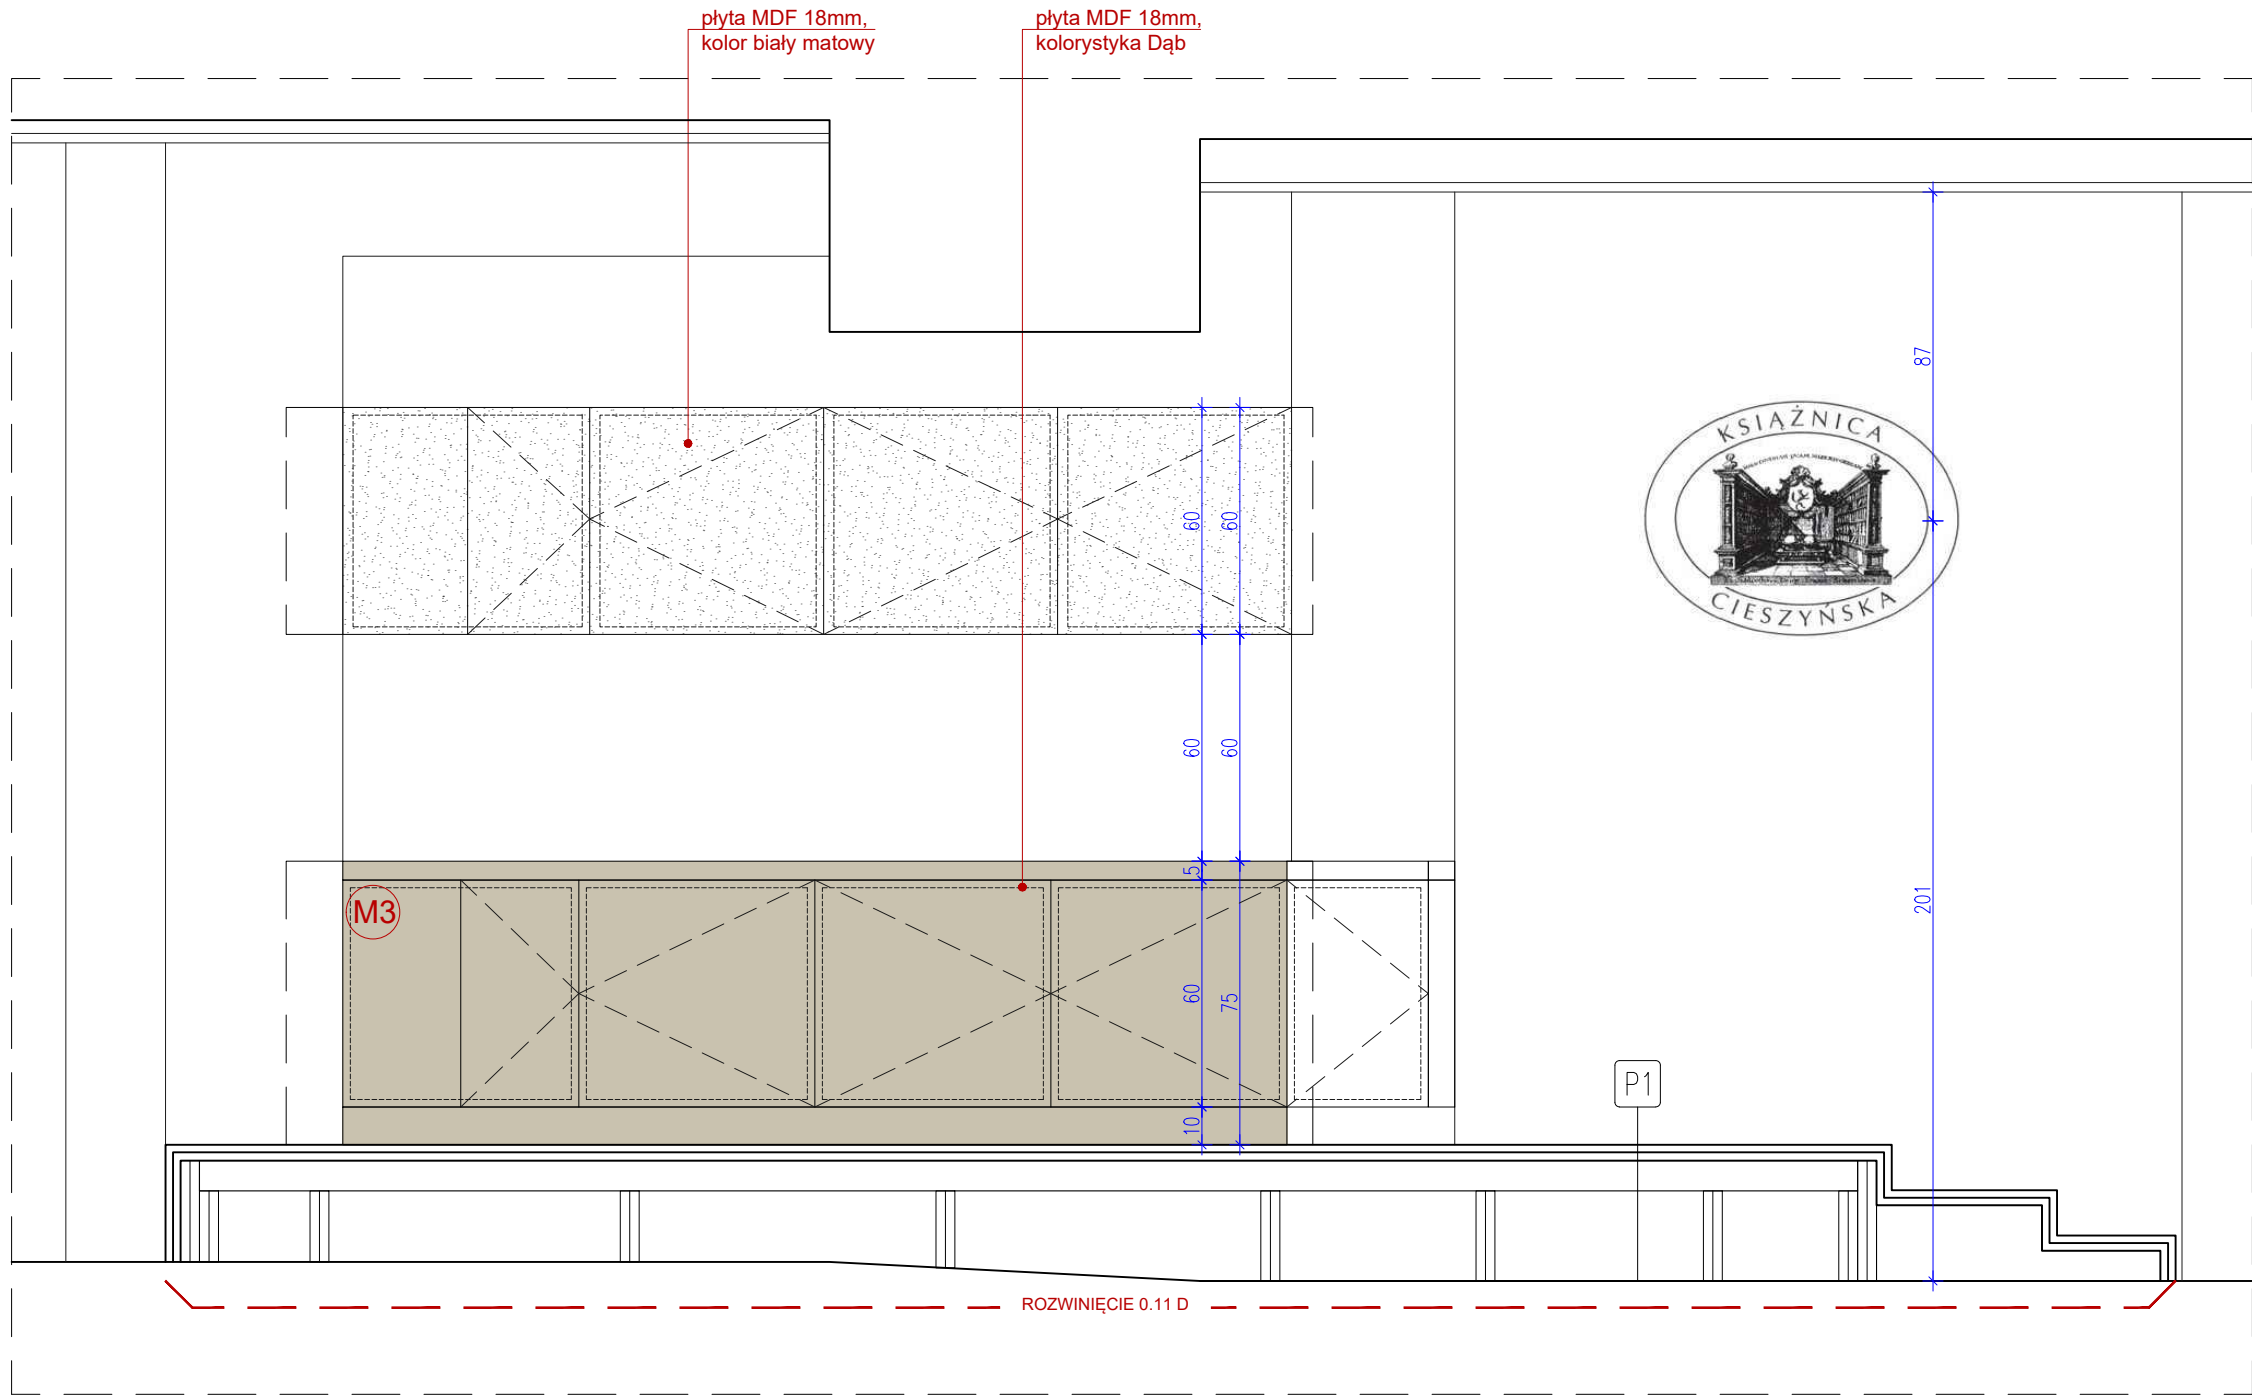 płyta MDF 18mm,
kolor biały matowy
płyta MDF 18mm,
kolorystyka Dąb
87
KSIĄŻNICA
CIESZYŃSKA
60
60
60
60
5
M3
201
60
75
P1
10
ROZWINIĘCIE 0.11 D